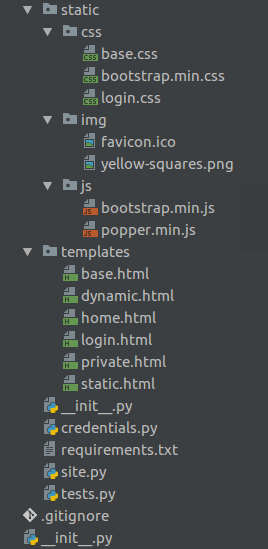 static
css
base.css
bootstrap.min.css
login.css
img
favicon.ico
yellow-squares.png
js
bootstrap.min.js
popper.min.js
templates
base.html
dynamic.html
home.html
login.html
private.html
static.html
__init__.py
credentials.py
requirements.txt
site.py
tests.py
.gitignore
__init__.py